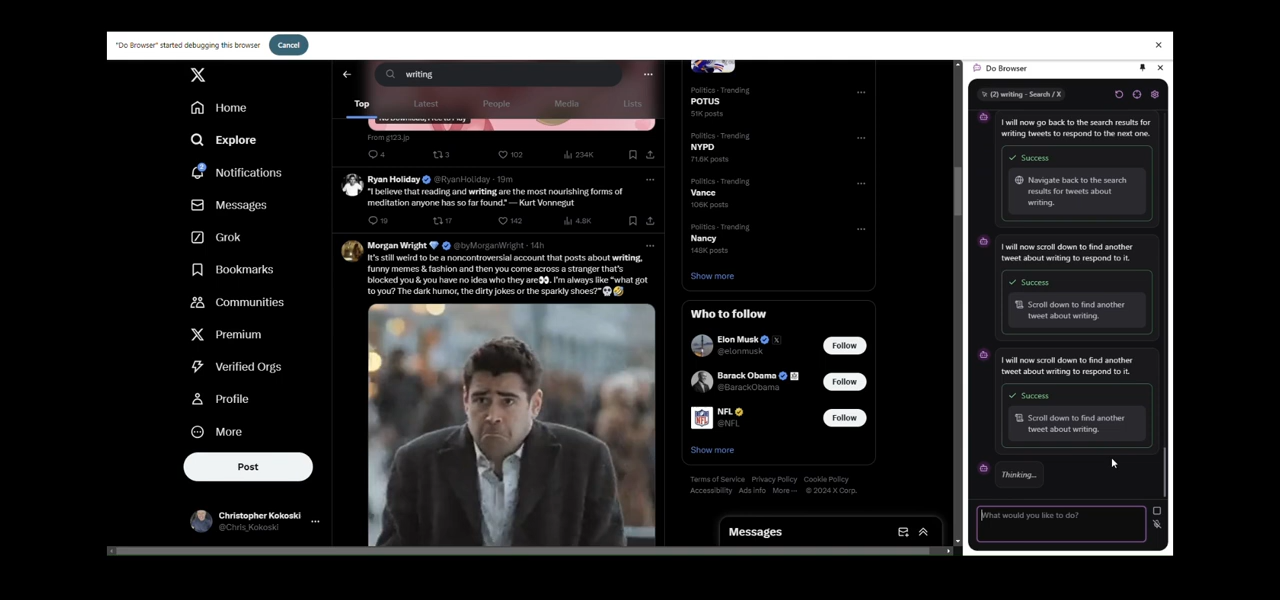 "Do Browser" started debugging this browser
Cancel
Home
Explore
2
Notifications
Messages
Grok
Bookmarks
Communities
Premium
Verified Orgs
Profile
More
Post
Christopher Kokoski
@Chris_Kokoski
writing
Top
Latest
People
Media
Lists
No Download, Free to Play
From g123.jp
4
3
102
234K
Ryan Holiday @RyanHoliday · 19m
"I believe that reading and writing are the most nourishing forms of
meditation anyone has so far found." — Kurt Vonnegut
19
17
142
4.8K
Morgan Wright @byMorganWright · 14h
It's still weird to be a noncontroversial account that posts about writing,
funny memes & fashion and then you come across a stranger that's
blocked you & you have no idea who they are👀. I'm always like "what got
to you? The dark humor, the dirty jokes or the sparkly shoes?"💀🤣
Politics · Trending
POTUS
51K posts
Politics · Trending
NYPD
71.6K posts
Politics · Trending
Vance
109K posts
Politics · Trending
Nancy
148K posts
Show more
Who to follow
Elon Musk
@elonmusk
Follow
Barack Obama
@BarackObama
Follow
NFL
@NFL
Follow
Show more
Terms of Service Privacy Policy Cookie Policy
Accessibility Ads info More— © 2024 X Corp.
Messages
Do Browser
(2) writing - Search / X
I will now go back to the search results for
writing tweets to respond to the next one.
Success
Navigate back to the search
results for tweets about
writing.
I will now scroll down to find another
tweet about writing to respond to it.
Success
Scroll down to find another
tweet about writing.
I will now scroll down to find another
tweet about writing to respond to it.
Success
Scroll down to find another
tweet about writing.
Thinking...
What would you like to do?